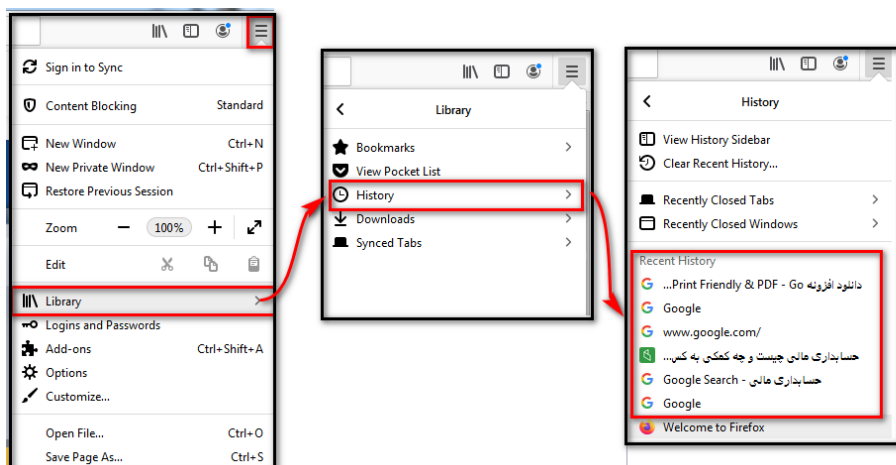 Sign in to Sync
Content Blocking Standard
New Window Ctrl+N
New Private Window Ctrl+Shift+P
Restore Previous Session
Zoom 100%
Edit
Library
Logins and Passwords
Add-ons Ctrl+Shift+A
Options
Customize...
Open File... Ctrl+O
Save Page As... Ctrl+S
Library
Bookmarks
View Pocket List
History
Downloads
Synced Tabs
History
View History Sidebar
Clear Recent History...
Recently Closed Tabs
Recently Closed Windows
Recent History
...Print Friendly & PDF - Go دانلود افزونه
Google
www.google.com/
حسابداری مالی چیست و چه کمکی به کس...
Google Search - حسابداری مالی
Google
Welcome to Firefox